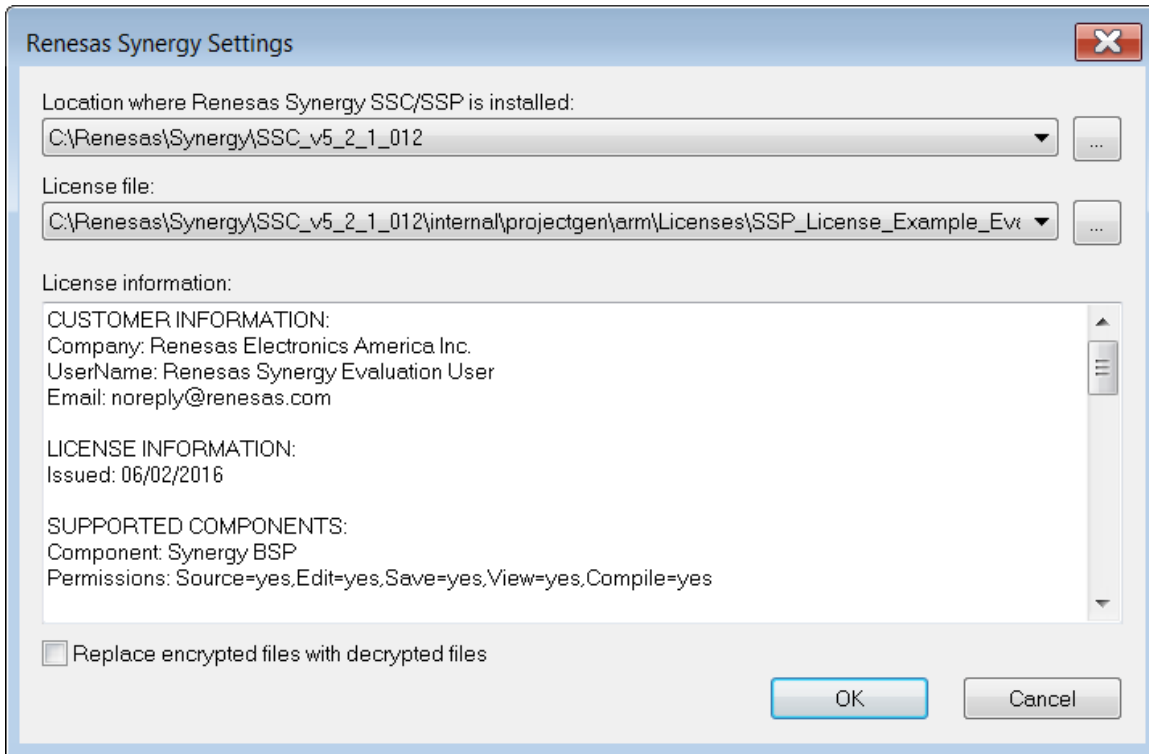 Renesas Synergy Settings
Location where Renesas Synergy SSC/SSP is installed:
C:\Renesas\Synergy\SSC_v5_2_1_012
...
License file:
C:\Renesas\Synergy\SSC_v5_2_1_012\internal\projectgen\arm\Licenses\SSP_License_Example_Eva
...
License information:
CUSTOMER INFORMATION:
Company: Renesas Electronics America Inc.
UserName: Renesas Synergy Evaluation User
Email: noreply@renesas.com
LICENSE INFORMATION:
Issued: 06/02/2016
SUPPORTED COMPONENTS:
Component: Synergy BSP
Permissions: Source=yes,Edit=yes,Save=yes,View=yes,Compile=yes
Replace encrypted files with decrypted files
OK
Cancel